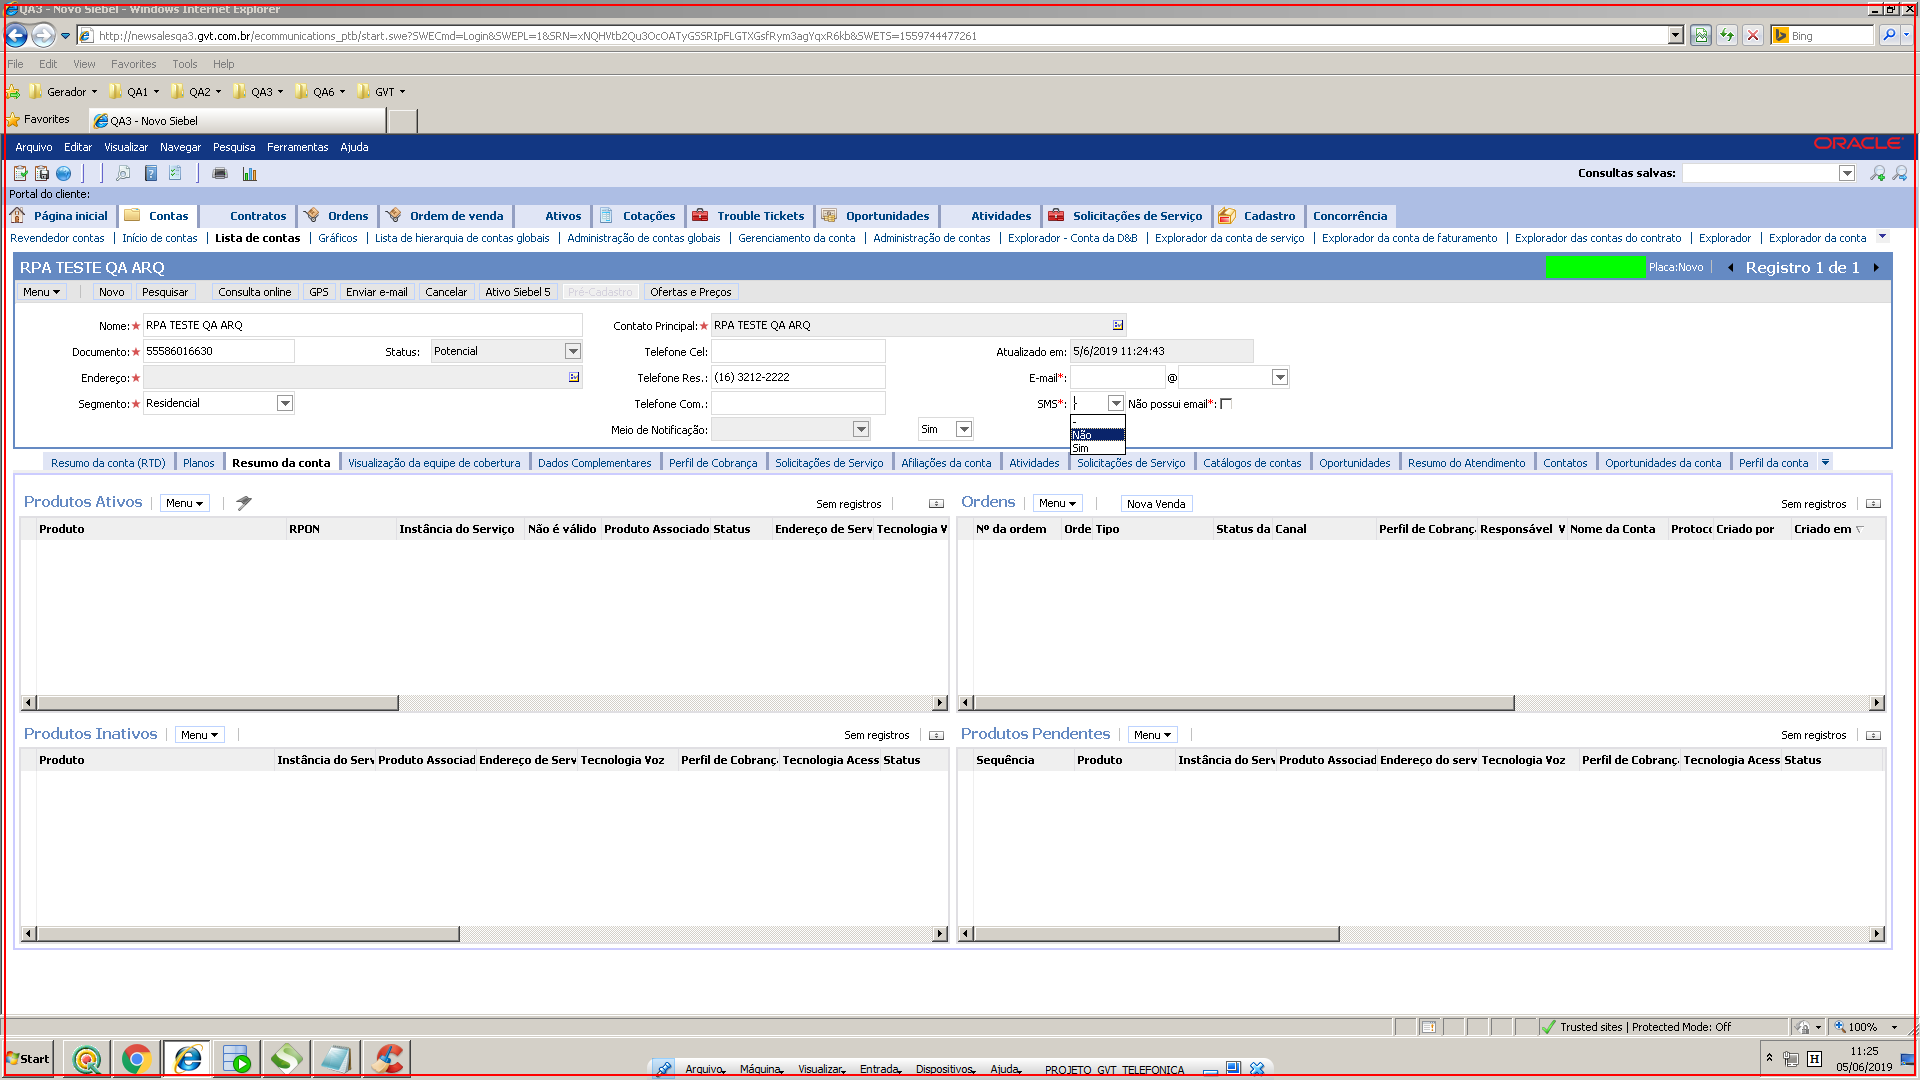 QA3 - Novo Siebel - Windows Internet Explorer
http://newsalesqa3.gvt.com.br/ecommunications_ptb/start.swe?SWECmd=Login&SWEPL=1&SRN=xNQHVtb2Qu3OcOATyGSSRIpFLGTXGsfRym3agYqxR6kb&SWETS=1559744477261
Bing
File Edit View Favorites Tools Help
Gerador QA1 QA2 QA3 QA6 GVT
Favorites QA3 - Novo Siebel
Arquivo Editar Visualizar Navegar Pesquisa Ferramentas Ajuda ORACLE
Consultas salvas:
Portal do cliente:
Página inicial Contas Contratos Ordens Ordem de venda Ativos Cotações Trouble Tickets Oportunidades Atividades Solicitações de Serviço Cadastro Concorrência
Revendedor contas Início de contas Lista de contas Gráficos Lista de hierarquia de contas globais Administração de contas globais Gerenciamento da conta Administração de contas Explorador - Conta da D&B Explorador da conta de serviço Explorador da conta de faturamento Explorador das contas do contrato Explorador Explorador da conta
RPA TESTE QA ARQ Placa:Novo Registro 1 de 1
Menu Novo Pesquisar Consulta online GPS Enviar e-mail Cancelar Ativo Siebel 5 Pré-Cadastro Ofertas e Preços
Nome: RPA TESTE QA ARQ Contato Principal: RPA TESTE QA ARQ
Documento: 55586016630 Status: Potencial Telefone Cel: Atualizado em: 5/6/2019 11:24:43
Endereço: Telefone Res.: (16) 3212-2222 E-mail*: @
Segmento: Residencial Telefone Com.: SMS*: Não possui email*:
Meio de Notificação: Sim
-
Não
Sim
Resumo da conta (RTD) Planos Resumo da conta Visualização da equipe de cobertura Dados Complementares Perfil de Cobrança Solicitações de Serviço Afiliações da conta Atividades Solicitações de Serviço Catálogos de contas Oportunidades Resumo do Atendimento Contatos Oportunidades da conta Perfil da conta
Produtos Ativos Menu Sem registros
Produto RPON Instância do Serviço Não é válido Produto Associado Status Endereço de Serv Tecnologia V
Ordens Menu Nova Venda Sem registros
Nº da ordem Orde Tipo Status da Canal Perfil de Cobranç Responsável V Nome da Conta Protoco Criado por Criado em
Produtos Inativos Menu Sem registros
Produto Instância do Serv Produto Associad Endereço de Serv Tecnologia Voz Perfil de Cobranç Tecnologia Acess Status
Produtos Pendentes Menu Sem registros
Sequência Produto Instância do Serv Produto Associad Endereço do serv Tecnologia Voz Perfil de Cobranç Tecnologia Acess Status
Trusted sites | Protected Mode: Off 100%
Start
Arquivo Máquina Visualizar Entrada Dispositivos Ajuda PROJETO_GVT_TELEFONICA
H
11:25
05/06/2019